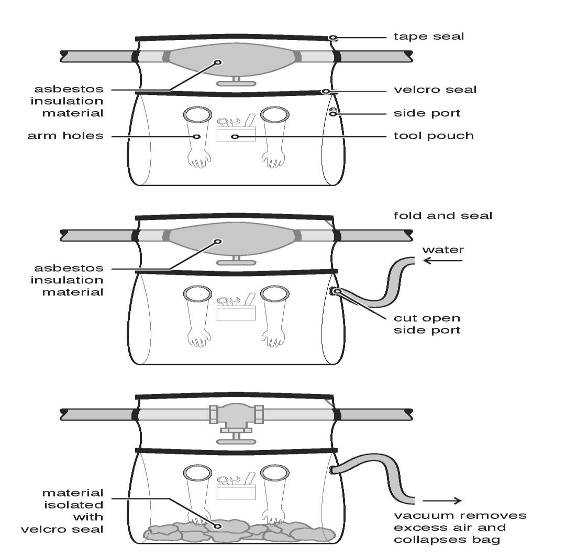 tape seal
asbestos
insulation
material
velcro seal
side port
arm holes
tool pouch
fold and seal
water
asbestos
insulation
material
cut open
side port
material
isolated
with
velcro seal
vacuum removes
excess air and
collapses bag